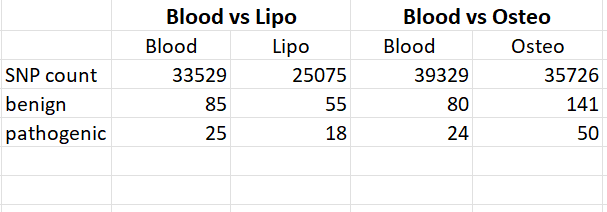 Blood vs Lipo Blood vs Osteo
Blood Lipo Blood Osteo
SNP count 33529 25075 39329 35726
benign 85 55 80 141
pathogenic 25 18 24 50